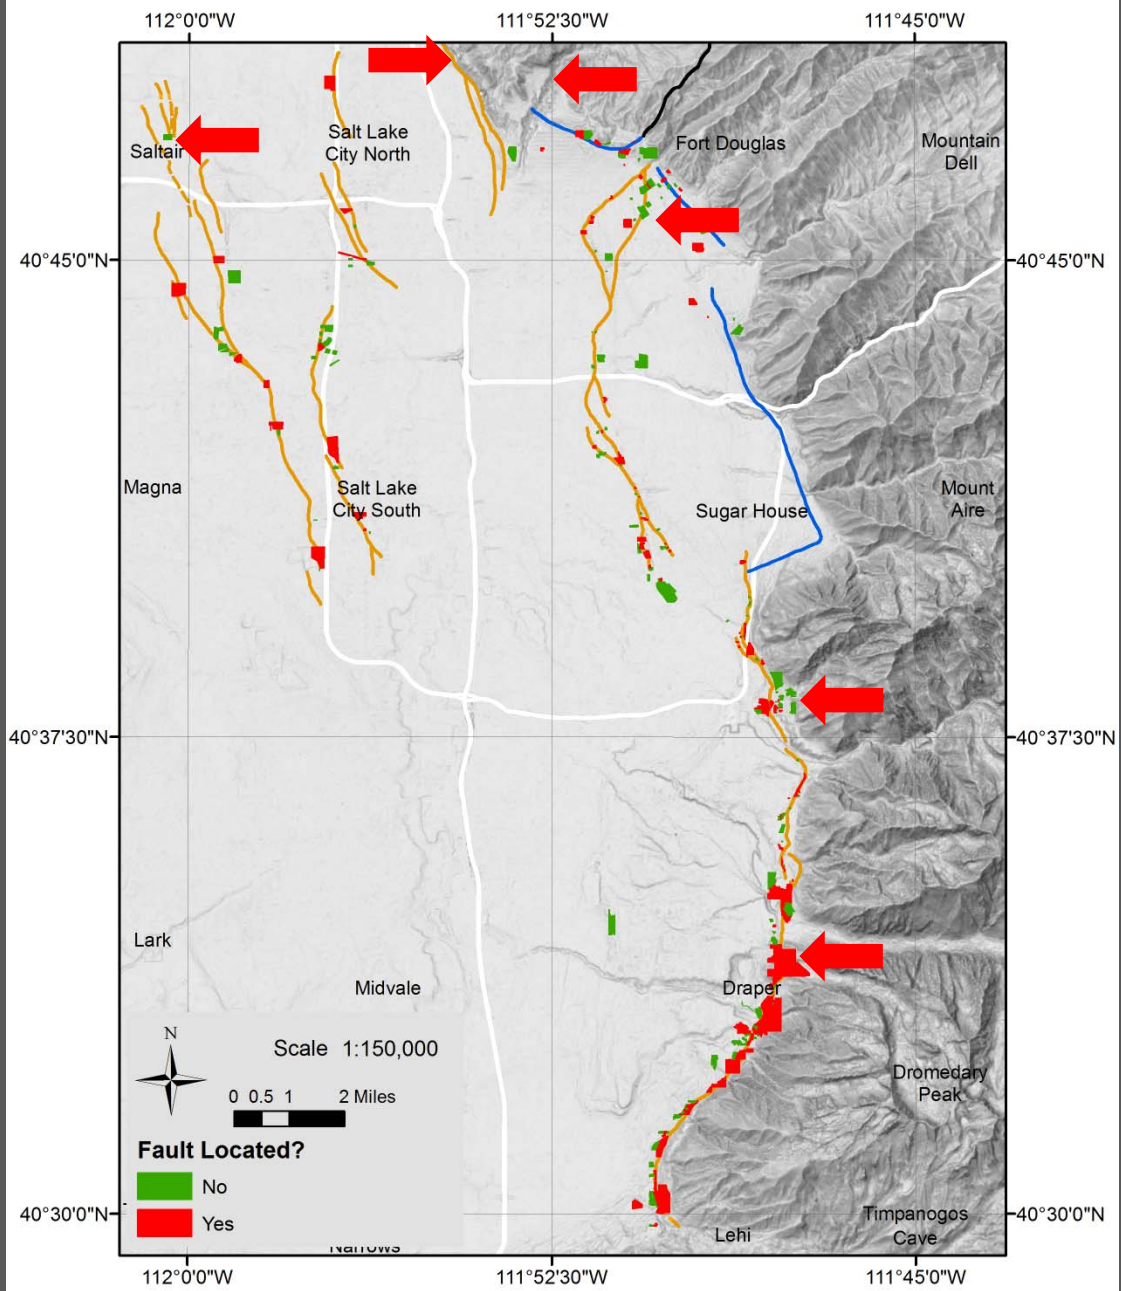 112°0'0"W
111°52'30"W
111°45'0"W
Salt Lake
City North
Saltair
Fort Douglas
Mountain
Dell
40°45'0"N
40°45'0"N
Magna
Salt Lake
City South
Sugar House
Mount
Aire
40°37'30"N
40°37'30"N
Lark
Midvale
Draper
N
Scale 1:150,000
0 0.5 1 2 Miles
Dromedary
Peak
Fault Located?
No
Yes
40°30'0"N
40°30'0"N
Lehi
Timpanogos
Cave
Narrows
112°0'0"W
111°52'30"W
111°45'0"W